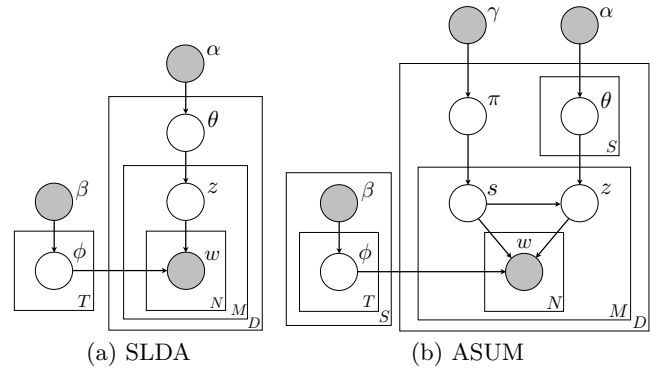 γ α
α
π θ
θ
S
β z β s z
ϕ w ϕ w
T N M T N M
D S D
(a) SLDA (b) ASUM